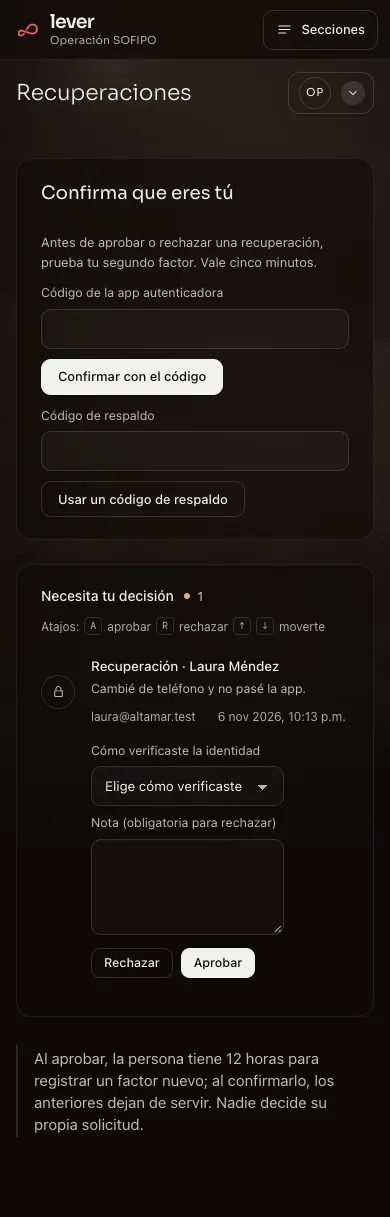 lever
Operación SOFIPO
Secciones
Recuperaciones
OP
Confirma que eres tú
Antes de aprobar o rechazar una recuperación,
prueba tu segundo factor. Vale cinco minutos.
Código de la app autenticadora
Confirmar con el código
Código de respaldo
Usar un código de respaldo
Necesita tu decisión 1
Atajos: A aprobar R rechazar ↑ ↓ moverte
Recuperación · Laura Méndez
Cambié de teléfono y no pasé la app.
laura@altamar.test 6 nov 2026, 10:13 p.m.
Cómo verificaste la identidad
Elige cómo verificaste
Nota (obligatoria para rechazar)
Rechazar Aprobar
Al aprobar, la persona tiene 12 horas para
registrar un factor nuevo; al confirmarlo, los
anteriores dejan de servir. Nadie decide su
propia solicitud.